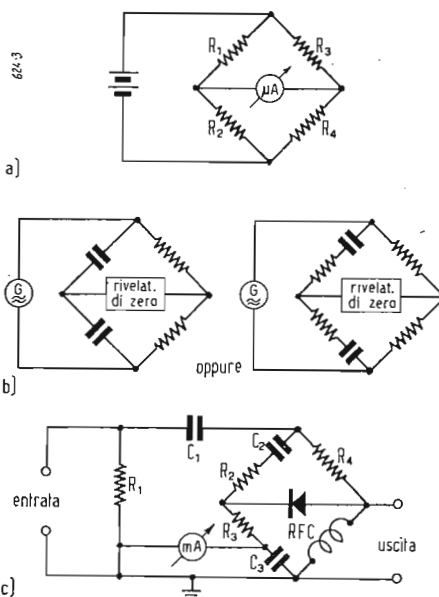 624-3
R₁
R₃
µA
R₂
R₄
a)
G
rivelat.
di zero
G
rivelat.
di zero
oppure
b)
C₁
C₂
R₄
R₂
R₁
entrata
R₃
RFC
mA
uscita
C₃
c)